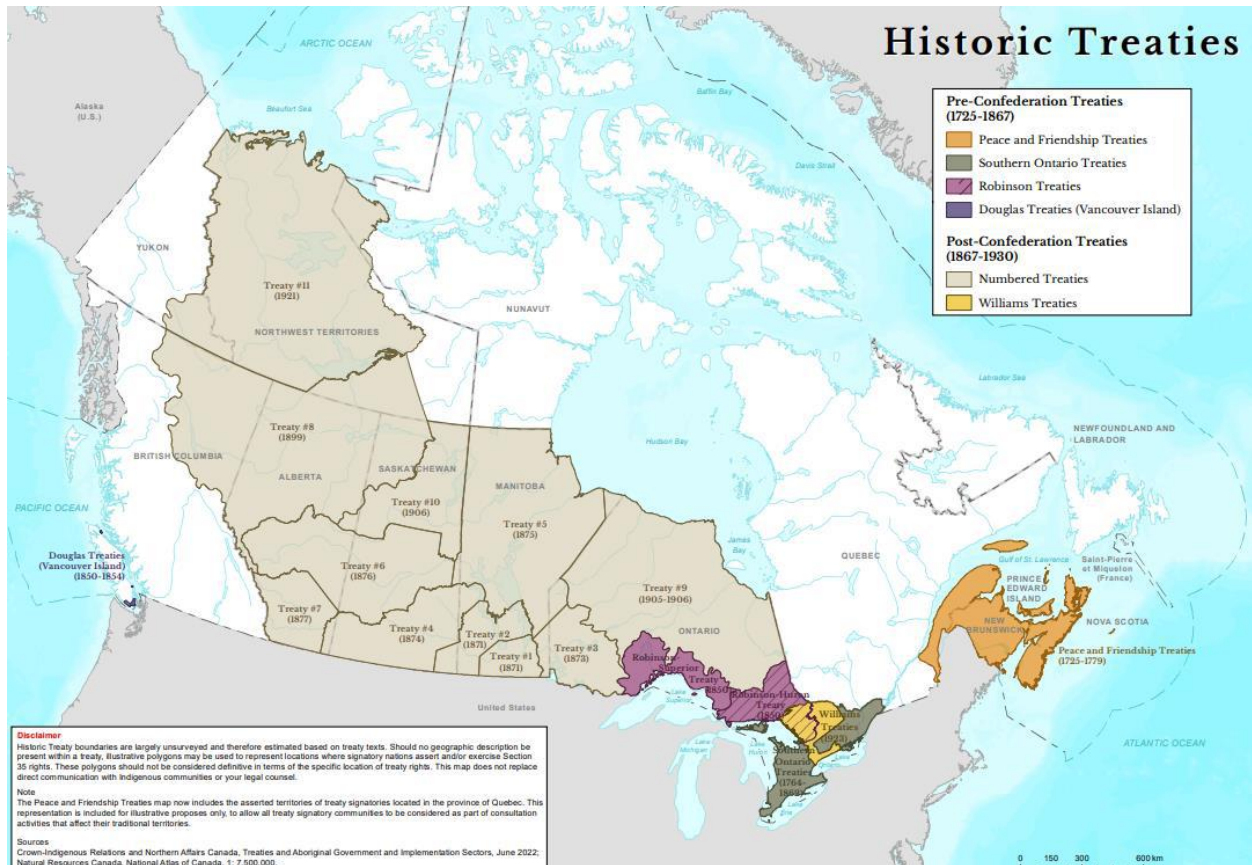 Historic Treaties
Pre-Confederation Treaties
(1725-1867)
Peace and Friendship Treaties
Southern Ontario Treaties
Robinson Treaties
Douglas Treaties (Vancouver Island)
Post-Confederation Treaties
(1867-1930)
Numbered Treaties
Williams Treaties
ARCTIC OCEAN
Alaska
(U.S.)
Beaufort Sea
Baffin Bay
Davis Strait
YUKON
Treaty #11
(1921)
NORTHWEST TERRITORIES
NUNAVUT
Labrador Sea
Treaty #8
(1899)
Hudson Bay
NEWFOUNDLAND AND
LABRADOR
BRITISH COLUMBIA
ALBERTA
SASKATCHEWAN
MANITOBA
Treaty #10
(1906)
PACIFIC OCEAN
Treaty #5
(1875)
James
Bay
QUEBEC
Douglas Treaties
(Vancouver Island)
(1850-1854)
Treaty #6
(1876)
Gulf of St. Lawrence
Saint-Pierre
et Miquelon
(France)
PRINCE
EDWARD
ISLAND
Treaty #9
(1905-1906)
Treaty #7
(1877)
Treaty #4
(1874)
Treaty #2
(1871)
Treaty #1
(1871)
Treaty #3
(1873)
ONTARIO
NEW
BRUNSWICK
NOVA SCOTIA
Peace and Friendship Treaties
(1725-1779)
Robinson-
Superior
Treaty
(1850)
Robinson-Huron
Treaty
(1850)
Lake
Superior
United States
Williams
Treaties
(1923)
Lake
Michigan
Lake
Huron
Southern
Ontario
Treaties
(1764-
1862)
Lake
Ontario
Lake
Erie
ATLANTIC OCEAN
Disclaimer
Historic Treaty boundaries are largely unsurveyed and therefore estimated based on treaty texts. Should no geographic description be
present within a treaty, illustrative polygons may be used to represent locations where signatory nations assert and/or exercise Section
35 rights. These polygons should not be considered definitive in terms of the specific location of treaty rights. This map does not replace
direct communication with Indigenous communities or your legal counsel.
Note
The Peace and Friendship Treaties map now includes the asserted territories of treaty signatories located in the province of Quebec. This
representation is included for illustrative proposes only, to allow all treaty signatory communities to be considered as part of consultation
activities that affect their traditional territories.
Sources
Crown-Indigenous Relations and Northern Affairs Canada, Treaties and Aboriginal Government and Implementation Sectors, June 2022;
Natural Resources Canada, National Atlas of Canada, 1: 7,500,000.
0 150 300 600 km